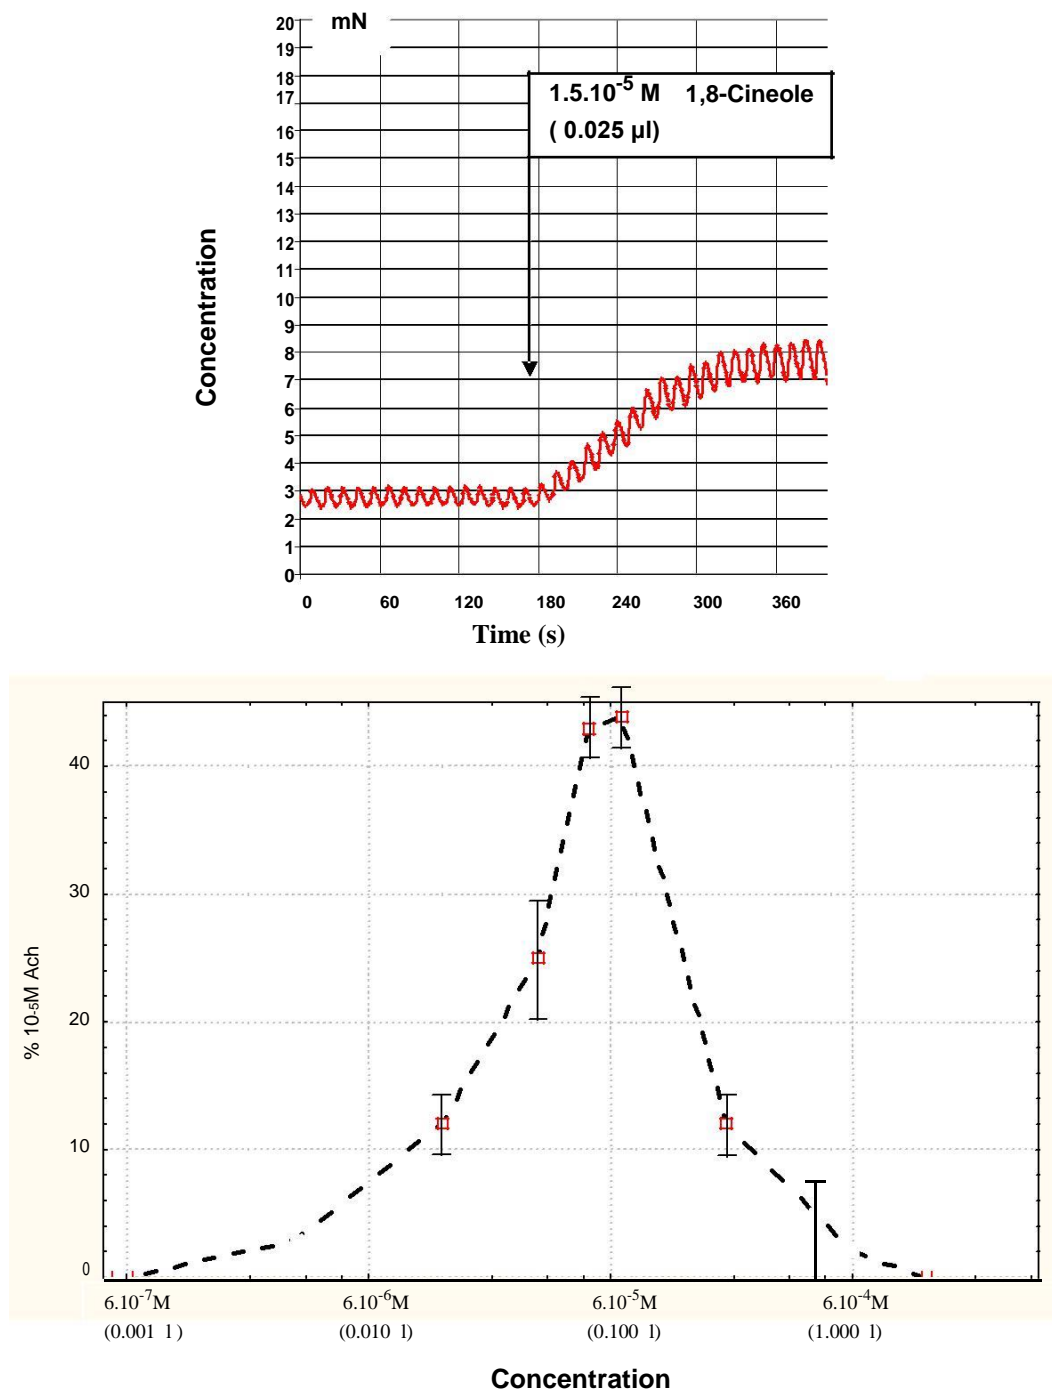 mN
20
19
18
17
16
15
14
13
12
11
10
9
8
7
6
5
4
3
2
1
0
1.5.10⁻⁵ M 1,8-Cineole
( 0.025 µl)
Concentration
0 60 120 180 240 300 360
Time (s)
40
30
20
10
0
% 10-5M Ach
6.10⁻⁷M 6.10⁻⁶M 6.10⁻⁵M 6.10⁻⁴M
(0.001 l ) (0.010 l) (0.100 l) (1.000 l)
Concentration